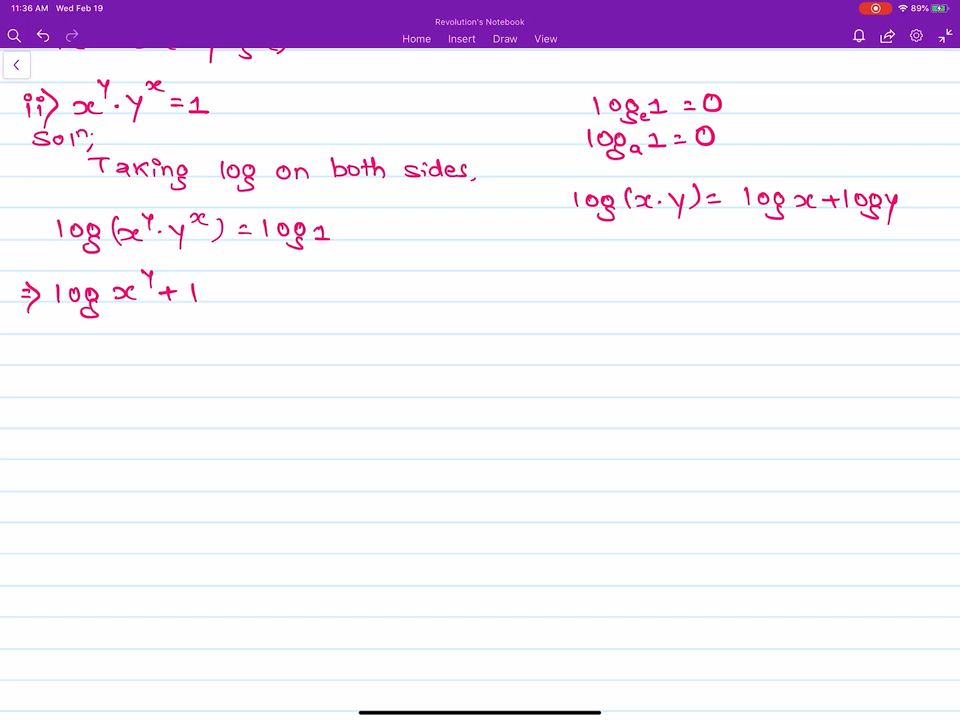 11:36 AM Wed Feb 19
89%
Revolution's Notebook
Home Insert Draw View
ii) x^y · y^x = 1
Soln;
Taking log on both sides,
log(x^y · y^x) = log 1
⇒ log x^y + l
log_e 1 = 0
log_a 1 = 0
log(x·y) = log x + log y